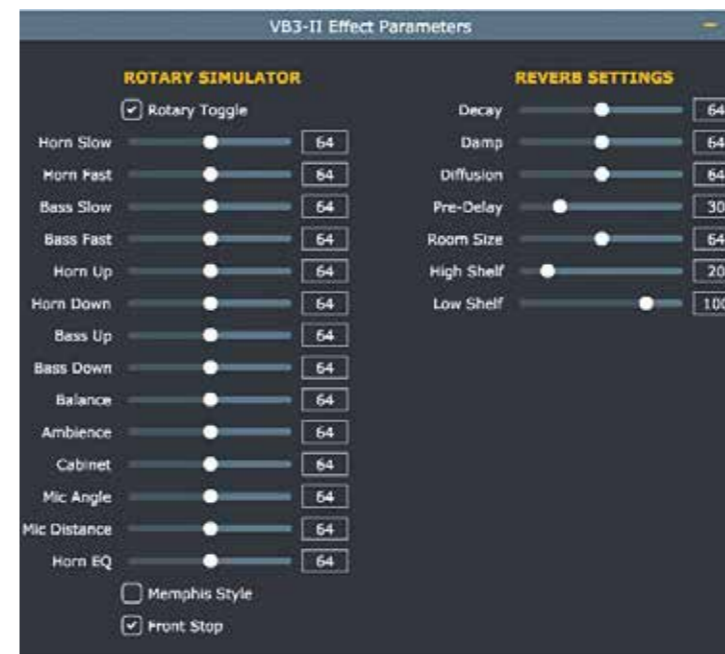 VB3-II Effect Parameters
ROTARY SIMULATOR
Rotary Toggle
Horn Slow 64
Horn Fast 64
Bass Slow 64
Bass Fast 64
Horn Up 64
Horn Down 64
Bass Up 64
Bass Down 64
Balance 64
Ambience 64
Cabinet 64
Mic Angle 64
Mic Distance 64
Horn EQ 64
Memphis Style
Front Stop
REVERB SETTINGS
Decay 64
Damp 64
Diffusion 64
Pre-Delay 30
Room Size 64
High Shelf 20
Low Shelf 100